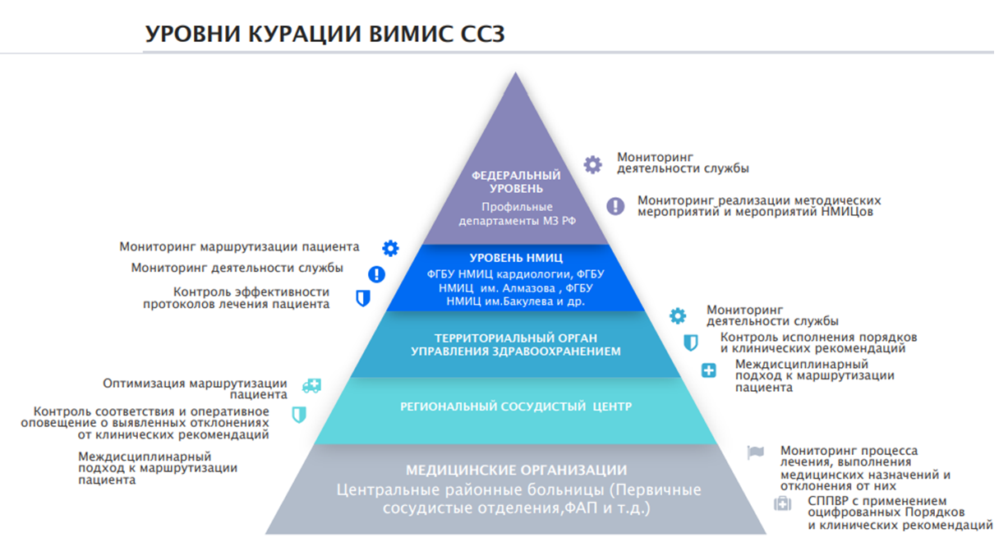 УРОВНИ КУРАЦИИ ВИМИС ССЗ
ФЕДЕРАЛЬНЫЙ
УРОВЕНЬ
Профильные
департаменты МЗ РФ
Мониторинг
деятельности службы
Мониторинг реализации методических
мероприятий и мероприятий НМИЦов
Мониторинг маршрутизации пациента
Мониторинг деятельности службы
Контроль эффективности
протоколов лечения пациента
УРОВЕНЬ НМИЦ
ФГБУ НМИЦ кардиологии, ФГБУ
НМИЦ им. Алмазова , ФГБУ
НМИЦ им.Бакулева и др.
ТЕРРИТОРИАЛЬНЫЙ ОРГАН
УПРАВЛЕНИЯ ЗДРАВООХРАНЕНИЕМ
Мониторинг
деятельности службы
Контроль исполнения порядков
и клинических рекомендаций
Междисциплинарный
подход к маршрутизации
пациента
Оптимизация маршрутизации
пациента
Контроль соответствия и оперативное
оповещение о выявленных отклонениях
от клинических рекомендаций
Междисциплинарный
подход к маршрутизации
пациента
РЕГИОНАЛЬНЫЙ СОСУДИСТЫЙ ЦЕНТР
МЕДИЦИНСКИЕ ОРГАНИЗАЦИИ
Центральные районные больницы (Первичные
сосудистые отделения,ФАП и т.д.)
Мониторинг процесса
лечения, выполнения
медицинских назначений и
отклонения от них
СППВР с применением
оцифрованных Порядков
и клинических рекомендаций